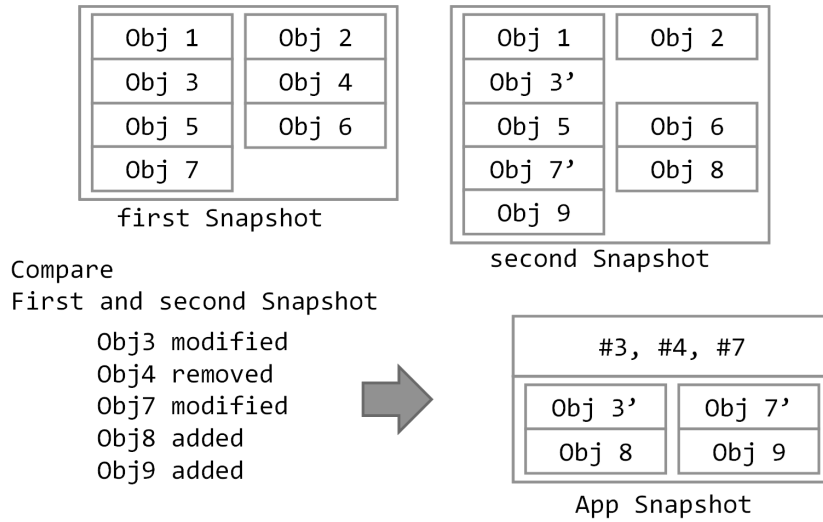 Obj 1 Obj 2
Obj 3 Obj 4
Obj 5 Obj 6
Obj 7
first Snapshot
Obj 1 Obj 2
Obj 3’
Obj 5 Obj 6
Obj 7’ Obj 8
Obj 9
second Snapshot
Compare
First and second Snapshot
Obj3 modified
Obj4 removed
Obj7 modified
Obj8 added
Obj9 added
#3, #4, #7
Obj 3’ Obj 7’
Obj 8 Obj 9
App Snapshot